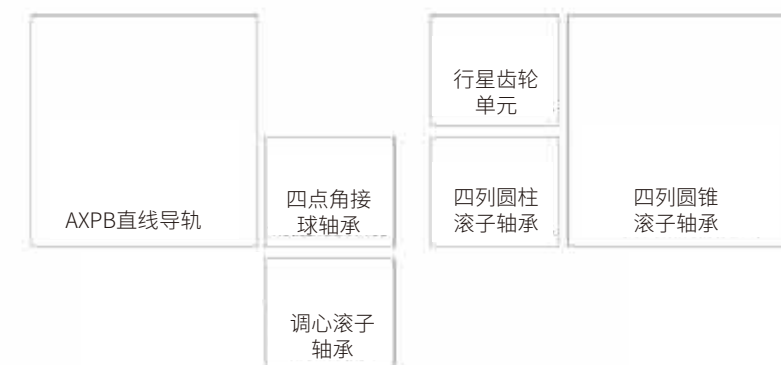 行星齿轮
单元
AXPB直线导轨
四点角接
球轴承
四列圆柱
滚子轴承
四列圆锥
滚子轴承
调心滚子
轴承